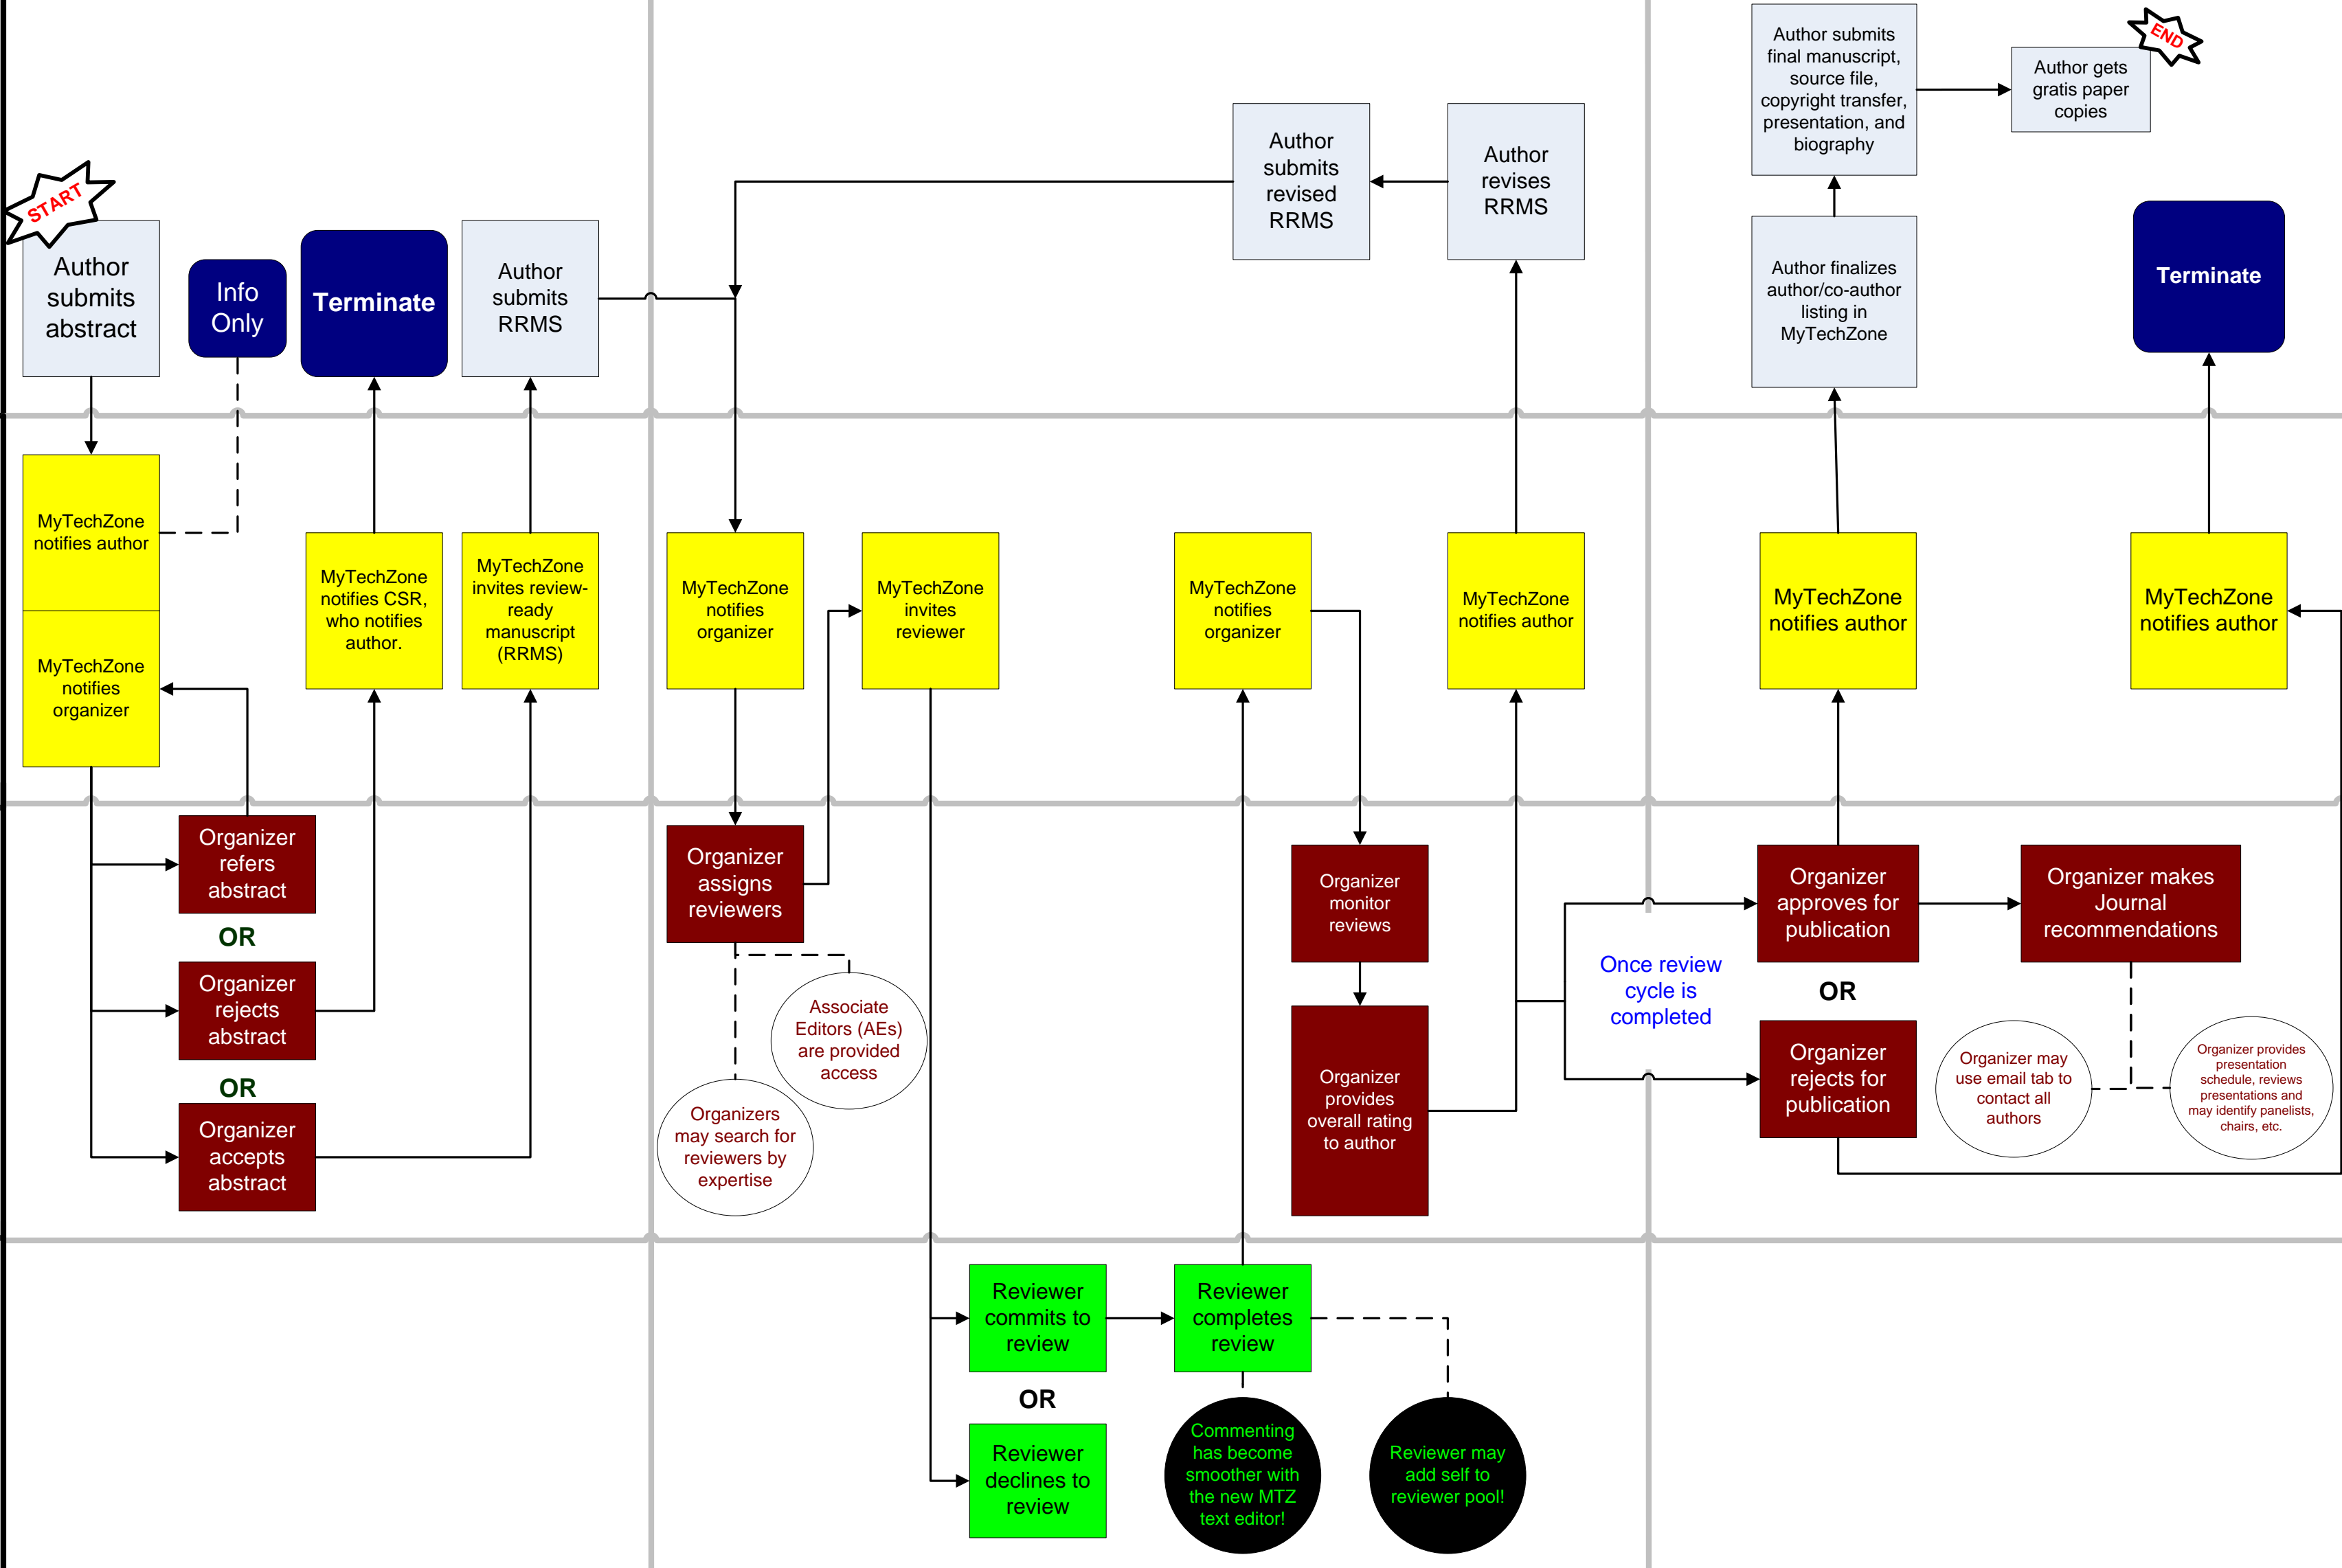 Author submits
final manuscript,
source file,
copyright transfer,
presentation, and
biography
END
Author gets
gratis paper
copies
START
Author
submits
abstract
Info
Only
Terminate
Author
submits
RRMS
Author
submits
revised
RRMS
Author
revises
RRMS
Author finalizes
author/co-author
listing in
MyTechZone
Terminate
MyTechZone
notifies author
MyTechZone
notifies
organizer
MyTechZone
notifies CSR,
who notifies
author.
MyTechZone
invites review-
ready
manuscript
(RRMS)
MyTechZone
notifies
organizer
MyTechZone
invites
reviewer
MyTechZone
notifies
organizer
MyTechZone
notifies author
MyTechZone
notifies author
MyTechZone
notifies author
Organizer
refers
abstract
OR
Organizer
rejects
abstract
OR
Organizer
accepts
abstract
Organizer
assigns
reviewers
Associate
Editors (AEs)
are provided
access
Organizers
may search for
reviewers by
expertise
Organizer
monitor
reviews
Organizer
provides
overall rating
to author
Once review
cycle is
completed
Organizer
approves for
publication
OR
Organizer
rejects for
publication
Organizer makes
Journal
recommendations
Organizer may
use email tab to
contact all
authors
Organizer provides
presentation
schedule, reviews
presentations and
may identify panelists,
chairs, etc.
Reviewer
commits to
review
OR
Reviewer
declines to
review
Reviewer
completes
review
Commenting
has become
smoother with
the new MTZ
text editor!
Reviewer may
add self to
reviewer pool!